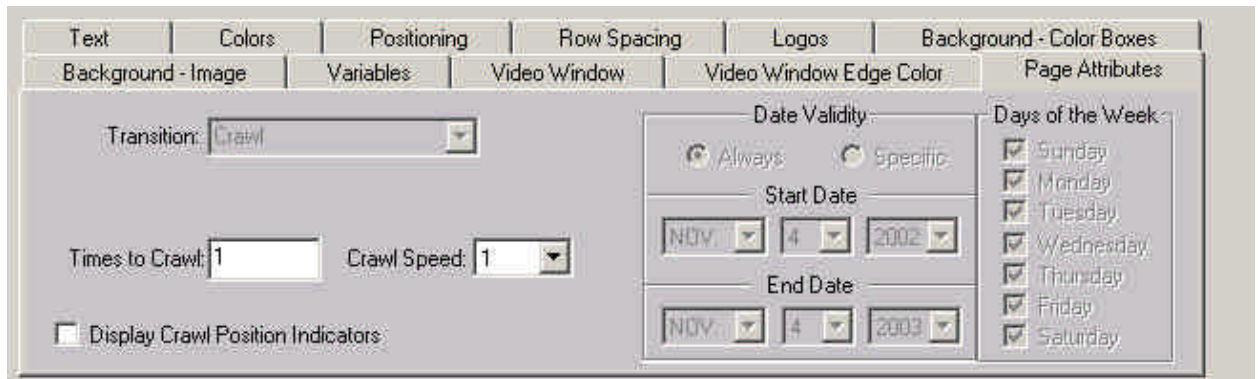 Text Colors Positioning Row Spacing Logos Background - Color Boxes
Background - Image Variables Video Window Video Window Edge Color Page Attributes
Transition: Crawl
Times to Crawl: 1 Crawl Speed: 1
Display Crawl Position Indicators
Date Validity
Always Specific
Start Date
NOV. 4 2002
End Date
NOV. 4 2003
Days of the Week
Sunday
Monday
Tuesday
Wednesday
Thursday
Friday
Saturday